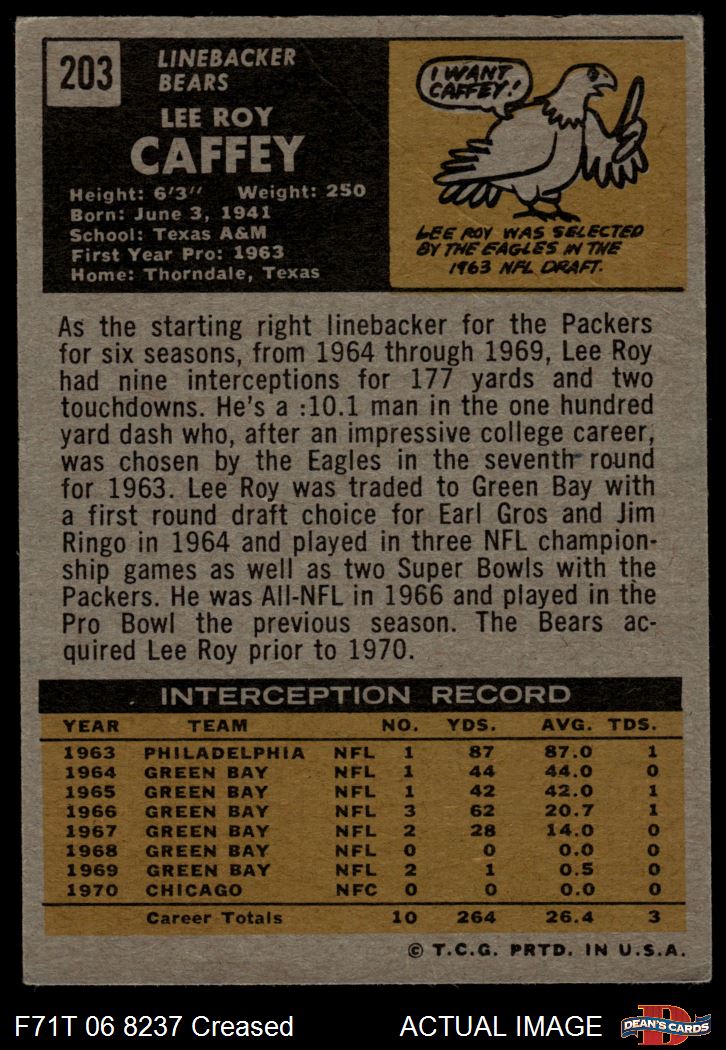 203
LINEBACKER
BEARS
LEE ROY
CAFFEY
Height: 6'3" Weight: 250
Born: June 3, 1941
School: Texas A&M
First Year Pro: 1963
Home: Thorndale, Texas
I WANT
CAFFEY!
LEE ROY WAS SELECTED
BY THE EAGLES IN THE
1963 NFL DRAFT.
As the starting right linebacker for the Packers
for six seasons, from 1964 through 1969, Lee Roy
had nine interceptions for 177 yards and two
touchdowns. He's a :10.1 man in the one hundred
yard dash who, after an impressive college career,
was chosen by the Eagles in the seventh round
for 1963. Lee Roy was traded to Green Bay with
a first round draft choice for Earl Gros and Jim
Ringo in 1964 and played in three NFL champion-
ship games as well as two Super Bowls with the
Packers. He was All-NFL in 1966 and played in the
Pro Bowl the previous season. The Bears ac-
quired Lee Roy prior to 1970.
INTERCEPTION RECORD
YEAR TEAM NO. YDS. AVG. TDS.
1963 PHILADELPHIA NFL 1 87 87.0 1
1964 GREEN BAY NFL 1 44 44.0 0
1965 GREEN BAY NFL 1 42 42.0 1
1966 GREEN BAY NFL 3 62 20.7 1
1967 GREEN BAY NFL 2 28 14.0 0
1968 GREEN BAY NFL 0 0 0.0 0
1969 GREEN BAY NFL 2 1 0.5 0
1970 CHICAGO NFC 0 0 0.0 0
Career Totals 10 264 26.4 3
© T.C.G. PRTD. IN U.S.A.
F71T 06 8237 Creased ACTUAL IMAGE
D
DEAN'S CARDS